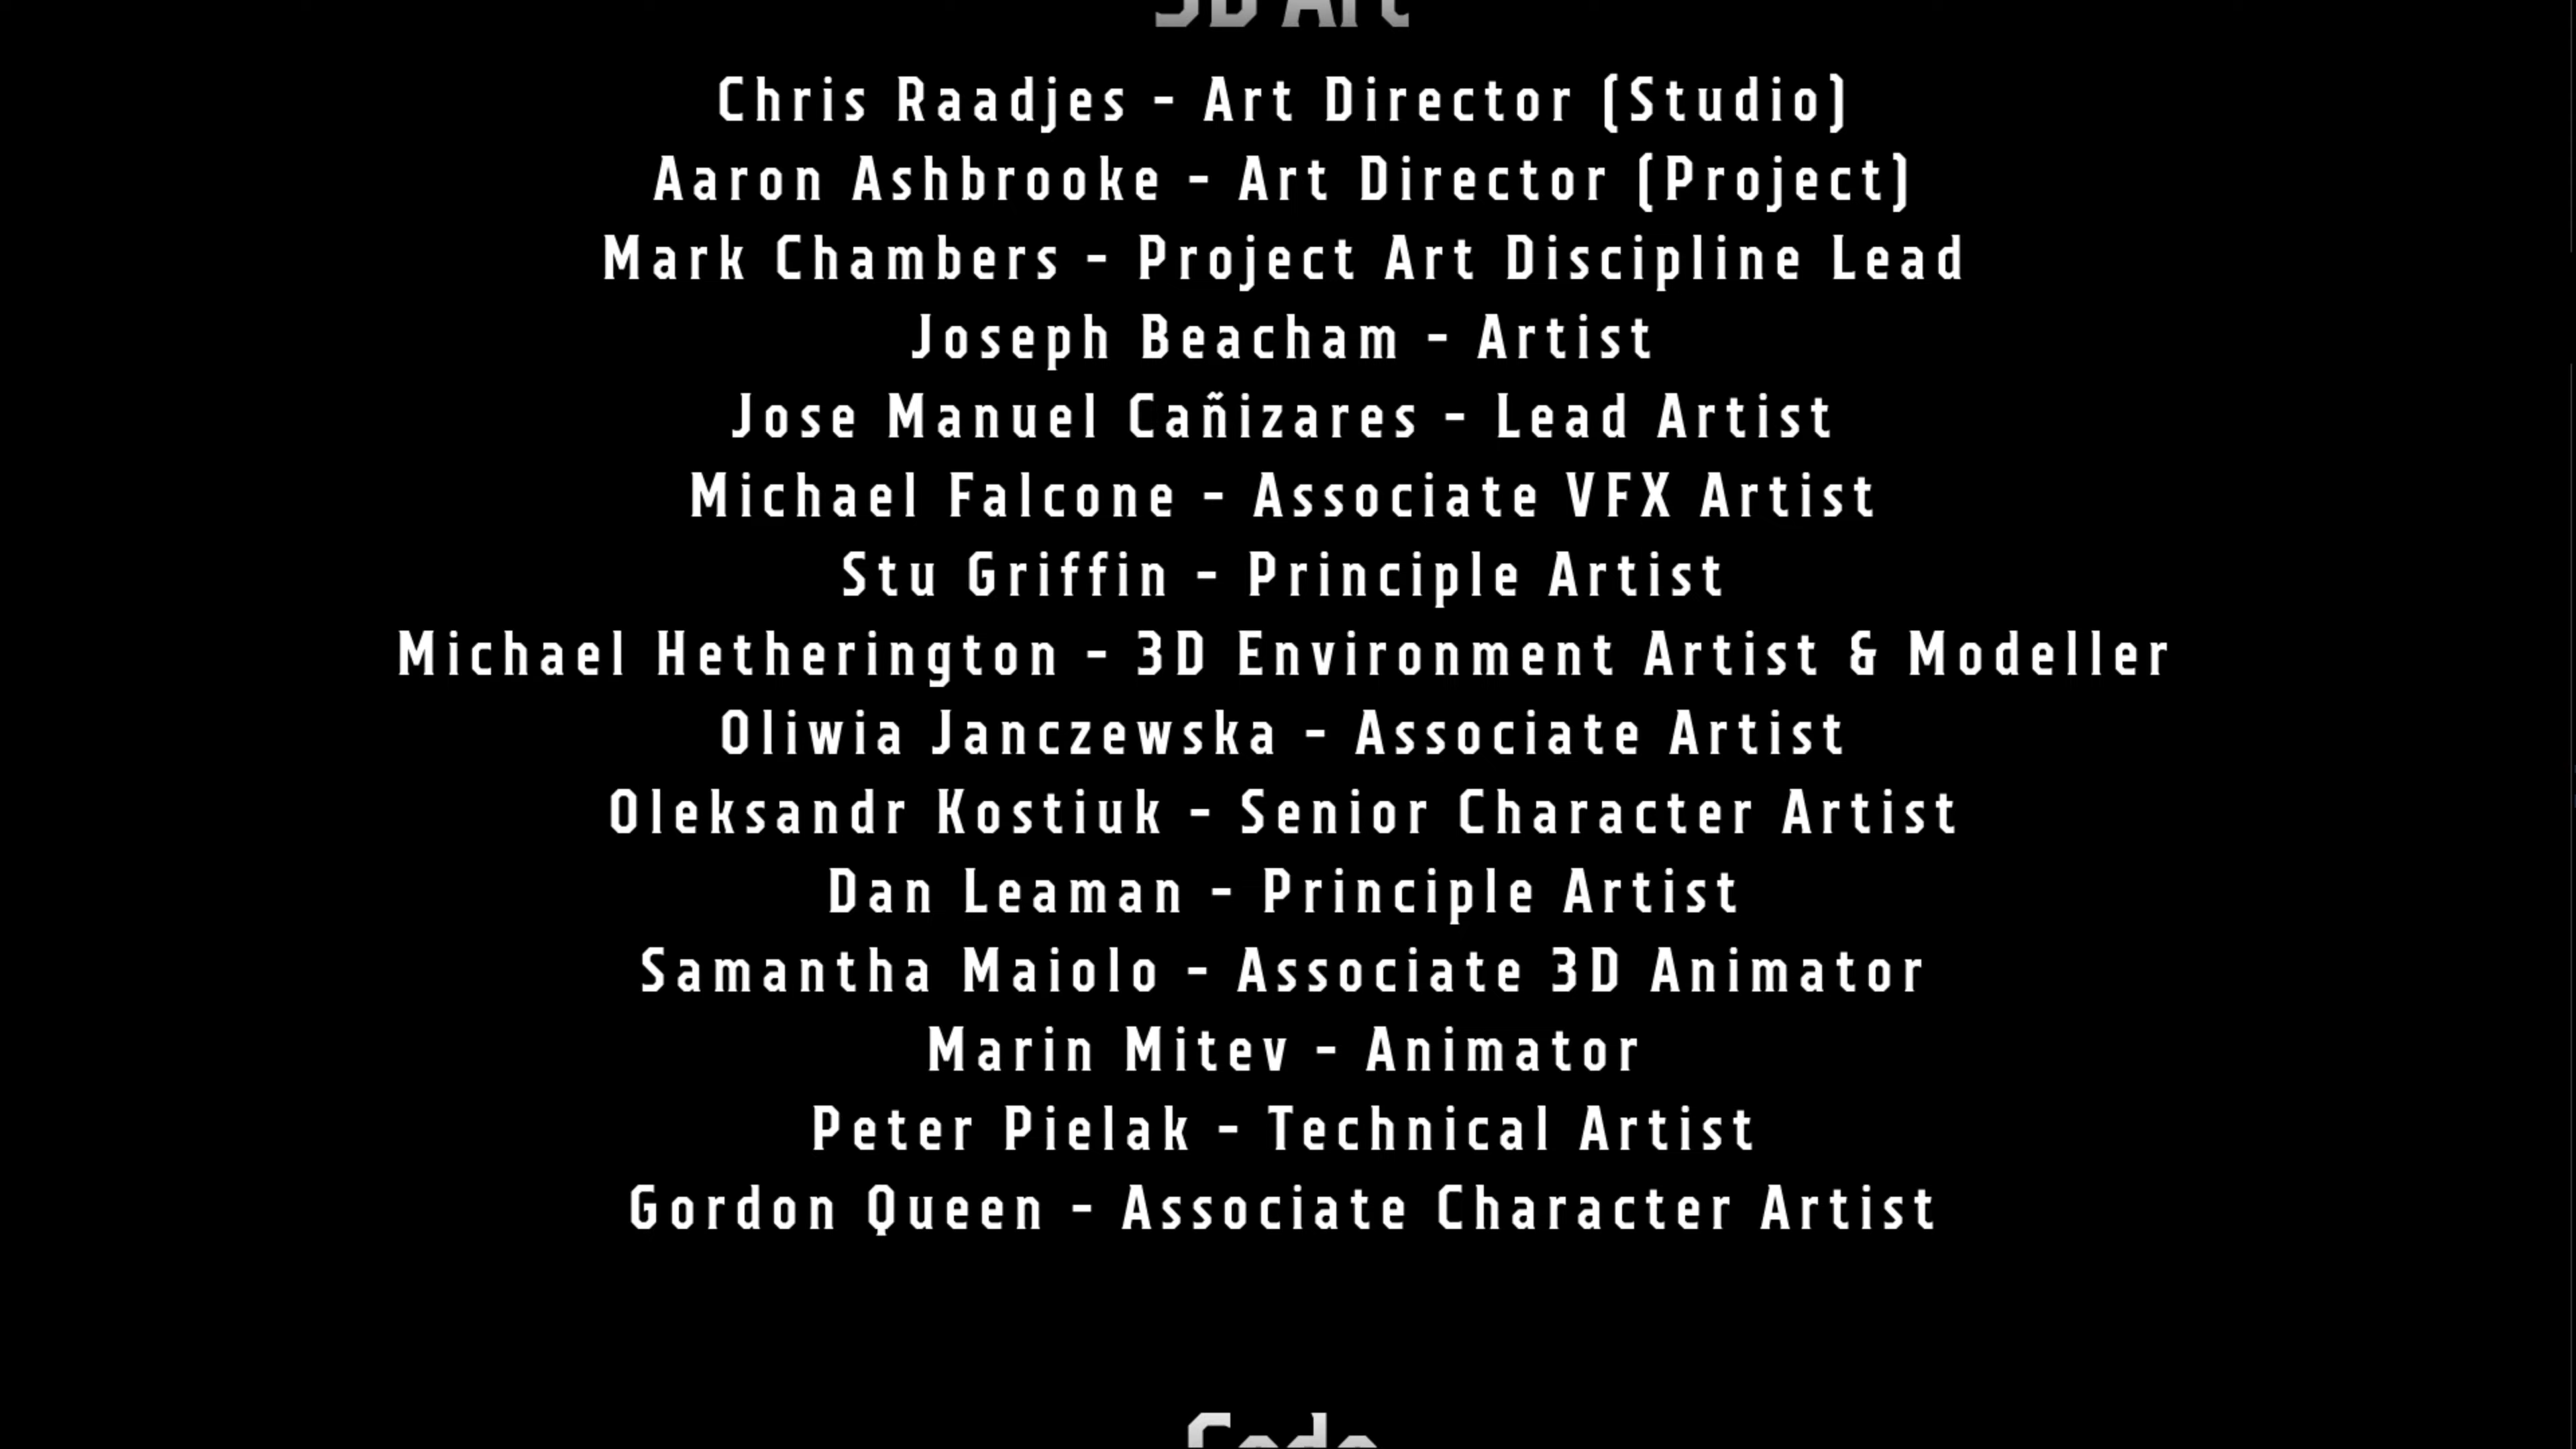 3D Art
Chris Raadjes - Art Director (Studio)
Aaron Ashbrooke - Art Director (Project)
Mark Chambers - Project Art Discipline Lead
Joseph Beacham - Artist
Jose Manuel Cañizares - Lead Artist
Michael Falcone - Associate VFX Artist
Stu Griffin - Principle Artist
Michael Hetherington - 3D Environment Artist & Modeller
Oliwia Janczewska - Associate Artist
Oleksandr Kostiuk - Senior Character Artist
Dan Leaman - Principle Artist
Samantha Maiolo - Associate 3D Animator
Marin Mitev - Animator
Peter Pielak - Technical Artist
Gordon Queen - Associate Character Artist
Code